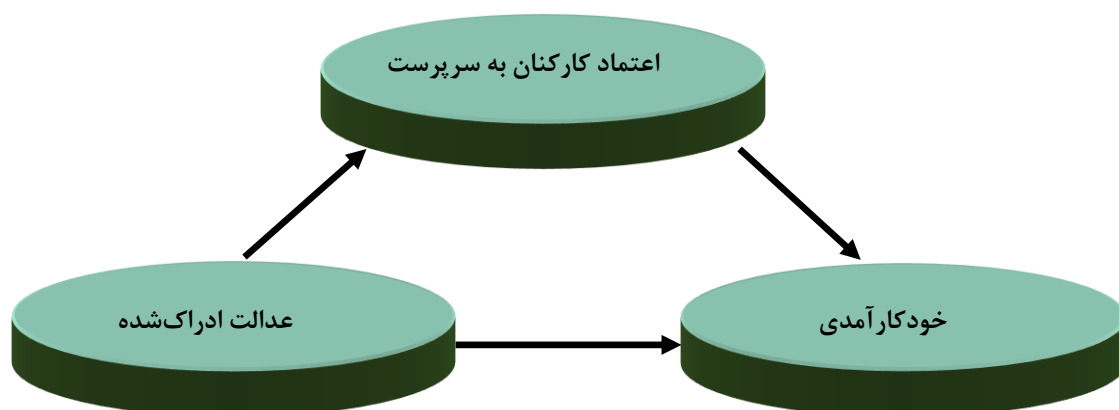 اعتماد کارکنان به سرپرست
عدالت ادراک‌شده
خودکارآمدی